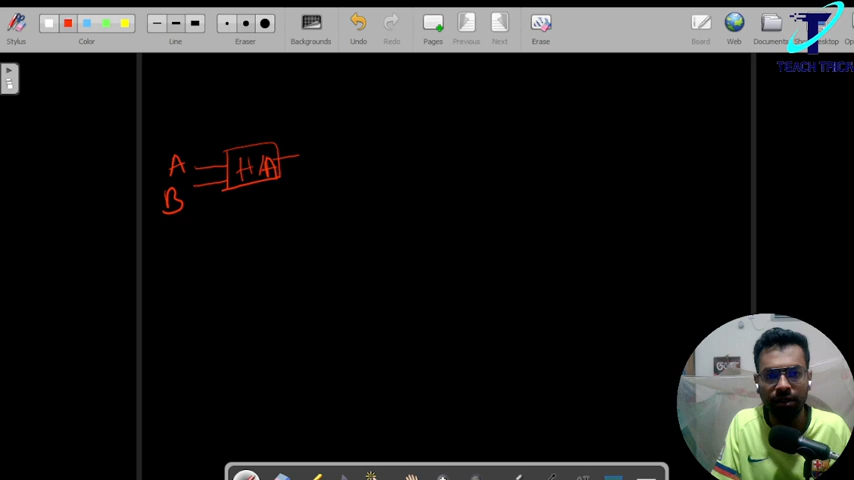 Stylus
Color
Line
Eraser
Backgrounds
Undo
Redo
Pages
Previous
Next
Erase
Board
Web
Documents
TEACH TRICK
A
B
HA